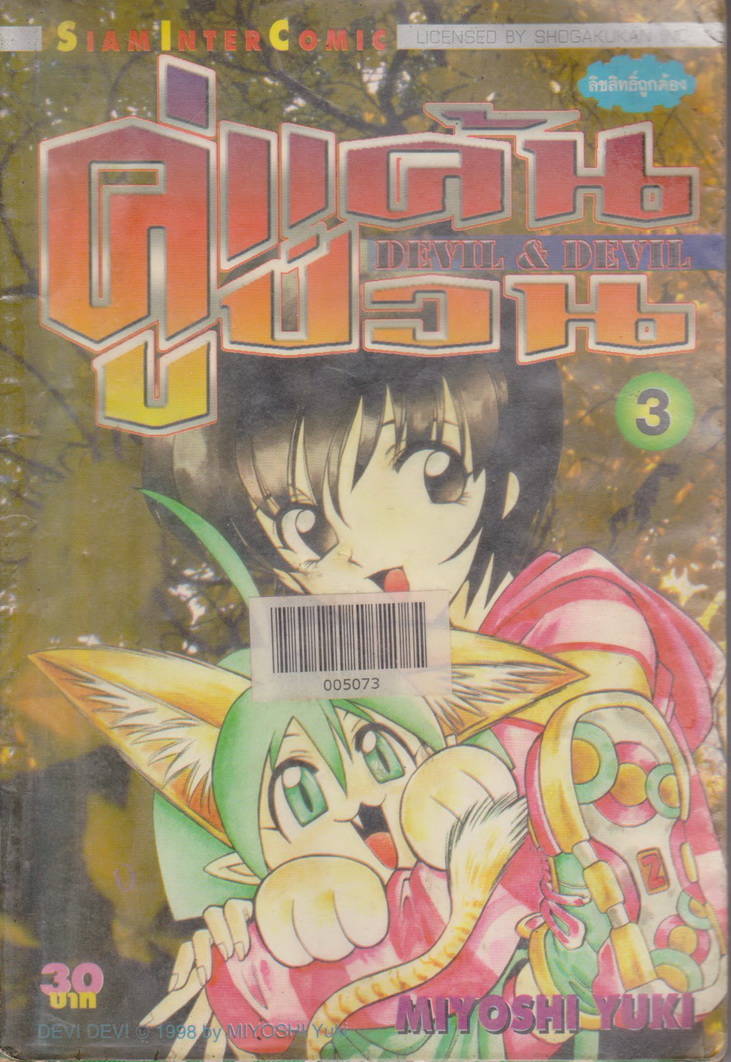 SIAM INTER COMIC
LICENSED BY SHOGAKUKAN INC.
ลิขสิทธิ์ถูกต้อง
คู่แค้น
DEVIL & DEVIL
ป่วน
3
005073
Z
30
บาท
MIYOSHI YUKI
DEVI DEVI © 1998 by MIYOSHI Yuki